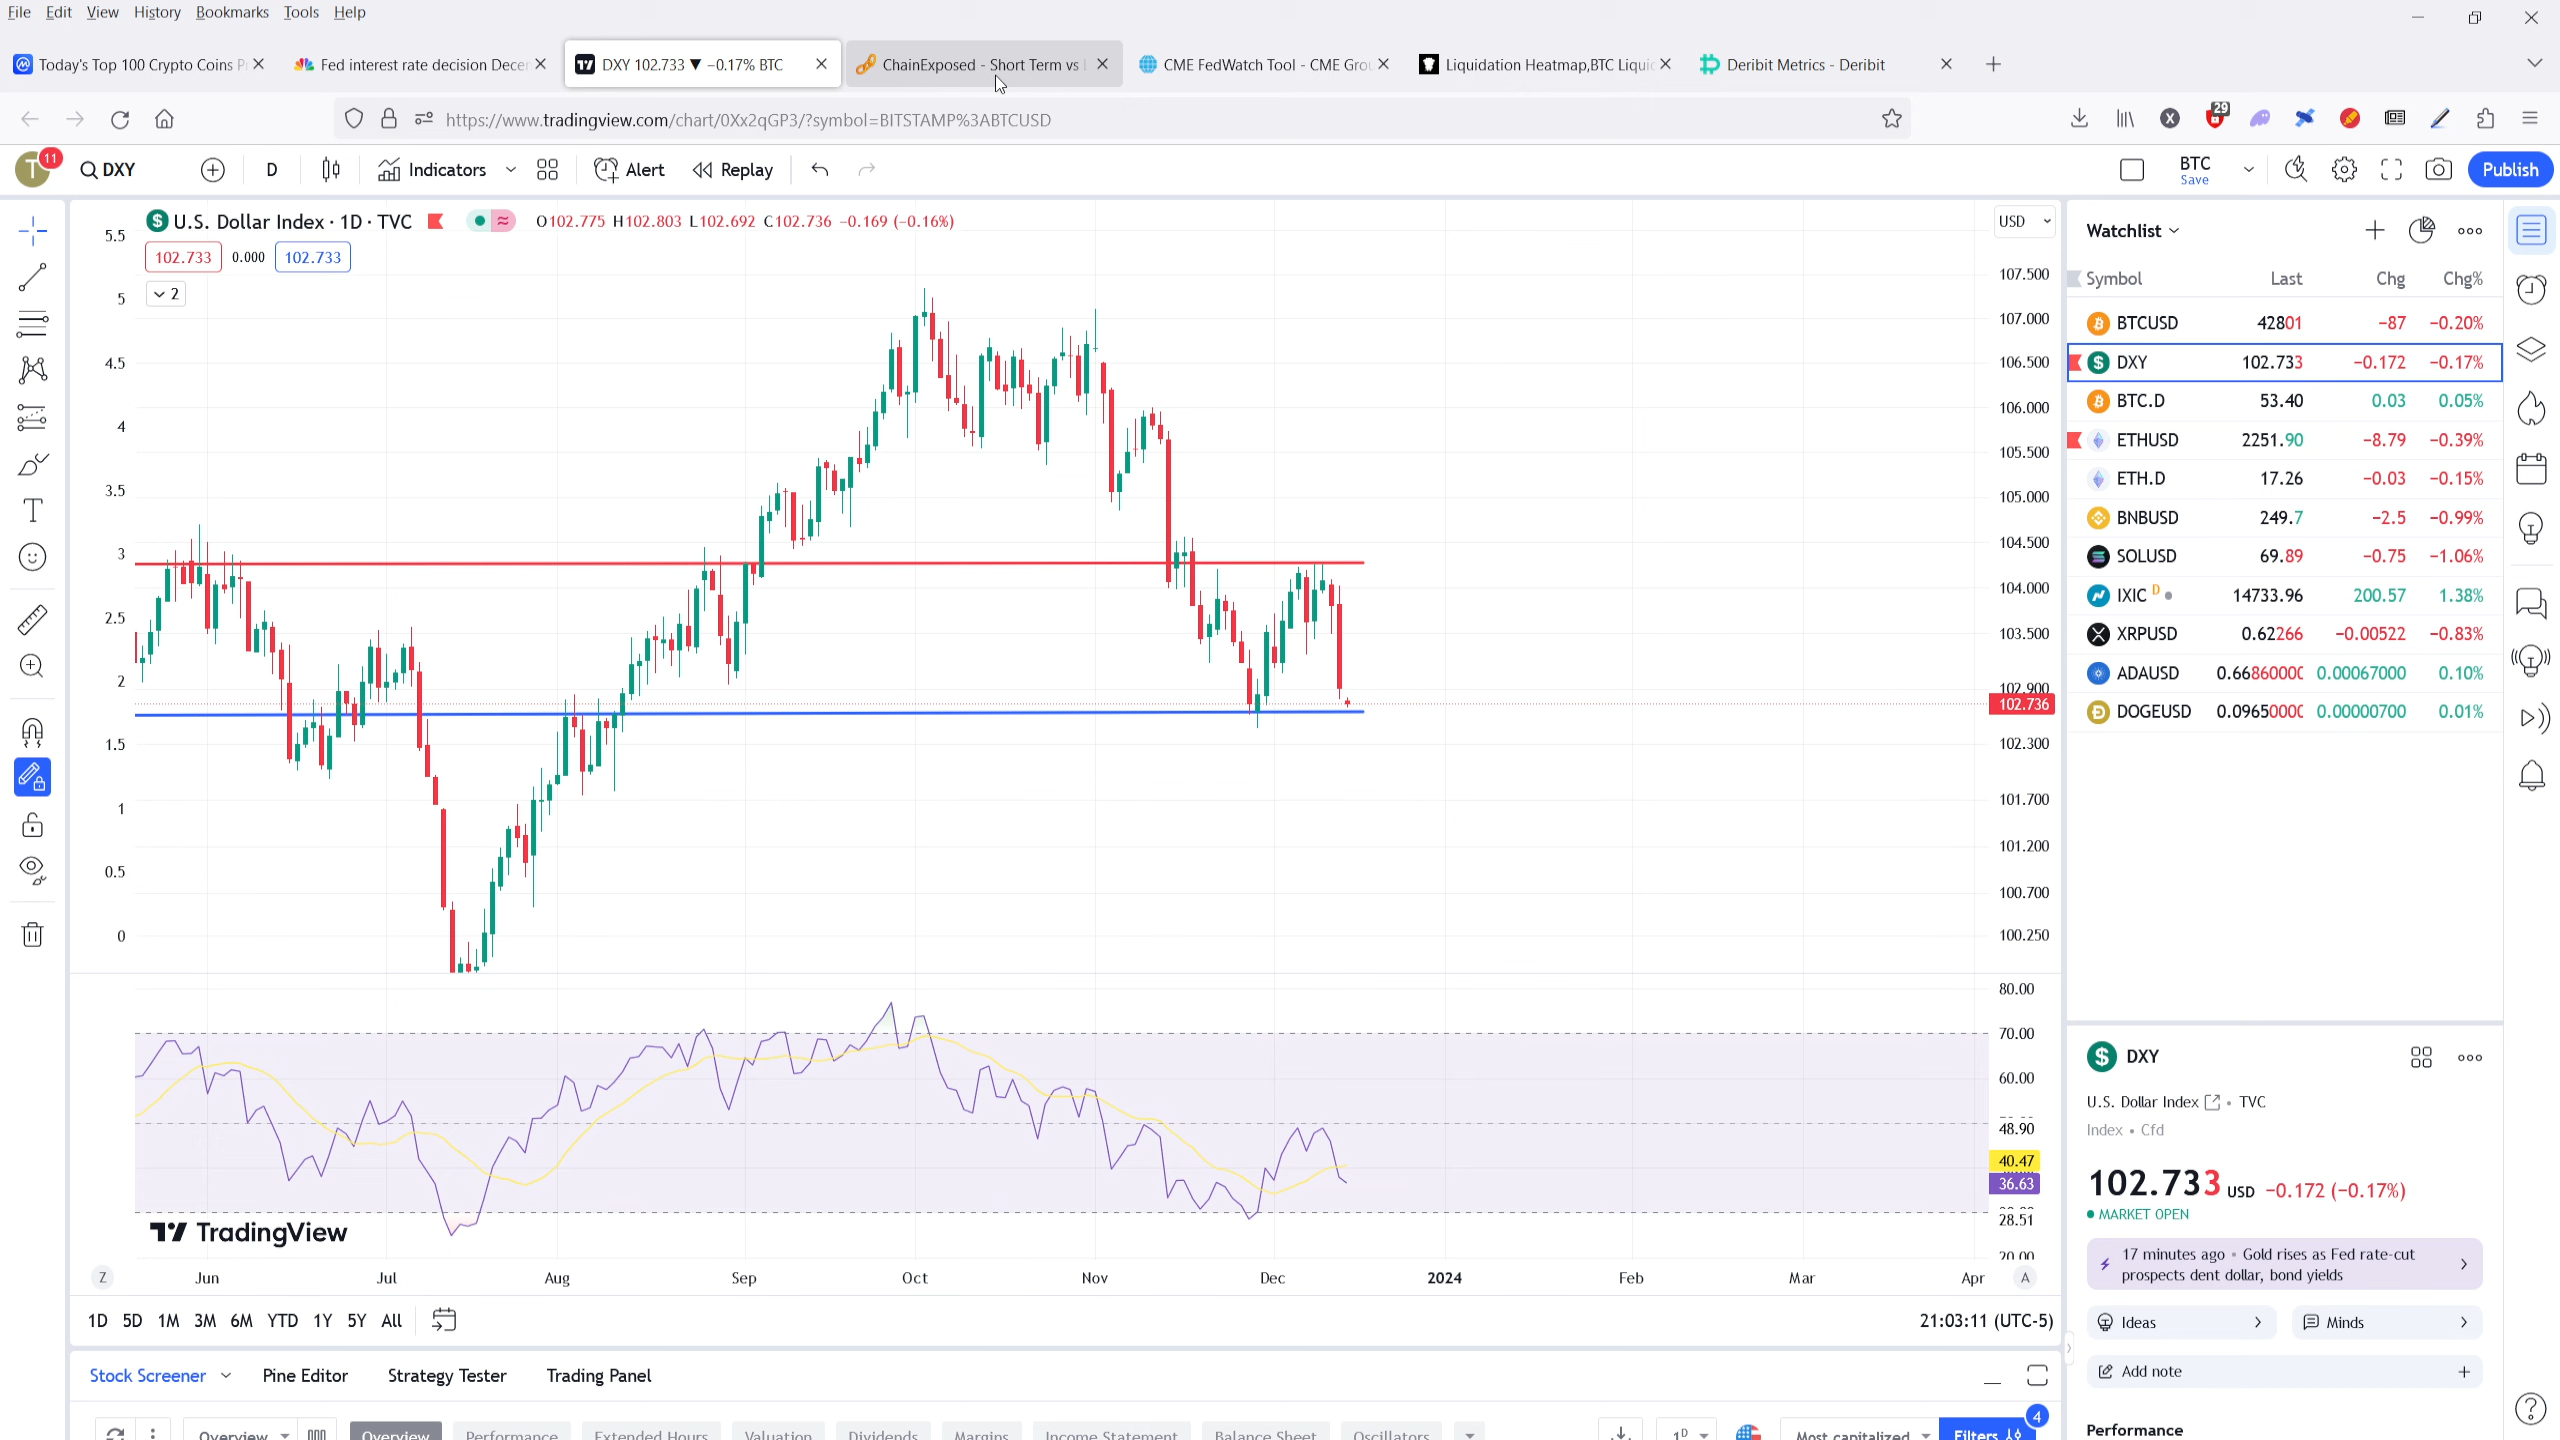 File Edit View History Bookmarks Tools Help
Today's Top 100 Crypto Coins P
Fed interest rate decision Decer
DXY 102.733 ▼ −0.17% BTC
ChainExposed - Short Term vs
CME FedWatch Tool - CME Grou
Liquidation Heatmap,BTC Liquic
Deribit Metrics - Deribit
https://www.tradingview.com/chart/0Xx2qGP3/?symbol=BITSTAMP%3ABTCUSD
29
T 11 DXY D Indicators Alert Replay BTC Save Publish
U.S. Dollar Index · 1D · TVC O102.775 H102.803 L102.692 C102.736 −0.169 (−0.16%)
102.733 0.000 102.733
2
USD
5.5
5
4.5
4
3.5
3
2.5
2
1.5
1
0.5
0
107.500
107.000
106.500
106.000
105.500
105.000
104.500
104.000
103.500
102.900
102.736
102.300
101.700
101.200
100.700
100.250
80.00
70.00
60.00
48.90
40.47
36.63
28.51
20.00
TradingView
Z Jun Jul Aug Sep Oct Nov Dec 2024 Feb Mar Apr A
1D 5D 1M 3M 6M YTD 1Y 5Y All 21:03:11 (UTC-5)
Stock Screener Pine Editor Strategy Tester Trading Panel
Overview Overview Performance Extended Hours Valuation Dividends Margins Income Statement Balance Sheet Oscillators 1D Most capitalized Filters 4
Watchlist
Symbol Last Chg Chg%
BTCUSD 42801 −87 −0.20%
DXY 102.733 −0.172 −0.17%
BTC.D 53.40 0.03 0.05%
ETHUSD 2251.90 −8.79 −0.39%
ETH.D 17.26 −0.03 −0.15%
BNBUSD 249.7 −2.5 −0.99%
SOLUSD 69.89 −0.75 −1.06%
IXIC D 14733.96 200.57 1.38%
XRPUSD 0.62266 −0.00522 −0.83%
ADAUSD 0.6686000C 0.00067000 0.10%
DOGEUSD 0.0965000C 0.00000700 0.01%
DXY
U.S. Dollar Index • TVC
Index • Cfd
102.733 USD −0.172 (−0.17%)
MARKET OPEN
17 minutes ago • Gold rises as Fed rate-cut
prospects dent dollar, bond yields
Ideas Minds
Add note
Performance